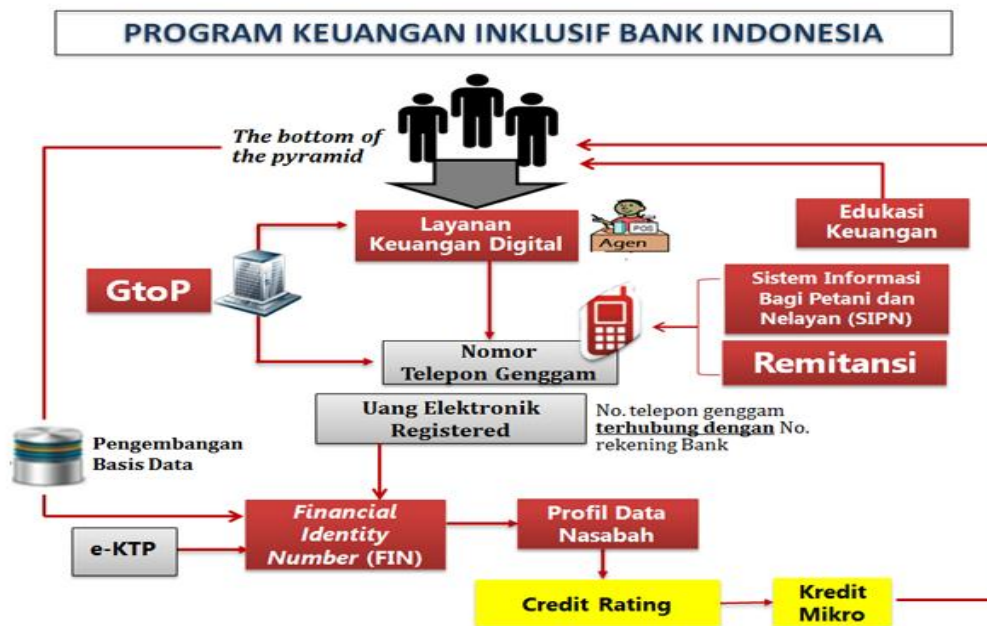 PROGRAM KEUANGAN INKLUSIF BANK INDONESIA
The bottom of
the pyramid
Layanan
Keuangan Digital
POS
Agen
Edukasi
Keuangan
GtoP
Sistem Informasi
Bagi Petani dan
Nelayan (SIPN)
Remitansi
Nomor
Telepon Genggam
Uang Elektronik
Registered
No. telepon genggam
terhubung dengan No.
rekening Bank
Pengembangan
Basis Data
e-KTP
Financial
Identity
Number (FIN)
Profil Data
Nasabah
Credit Rating
Kredit
Mikro